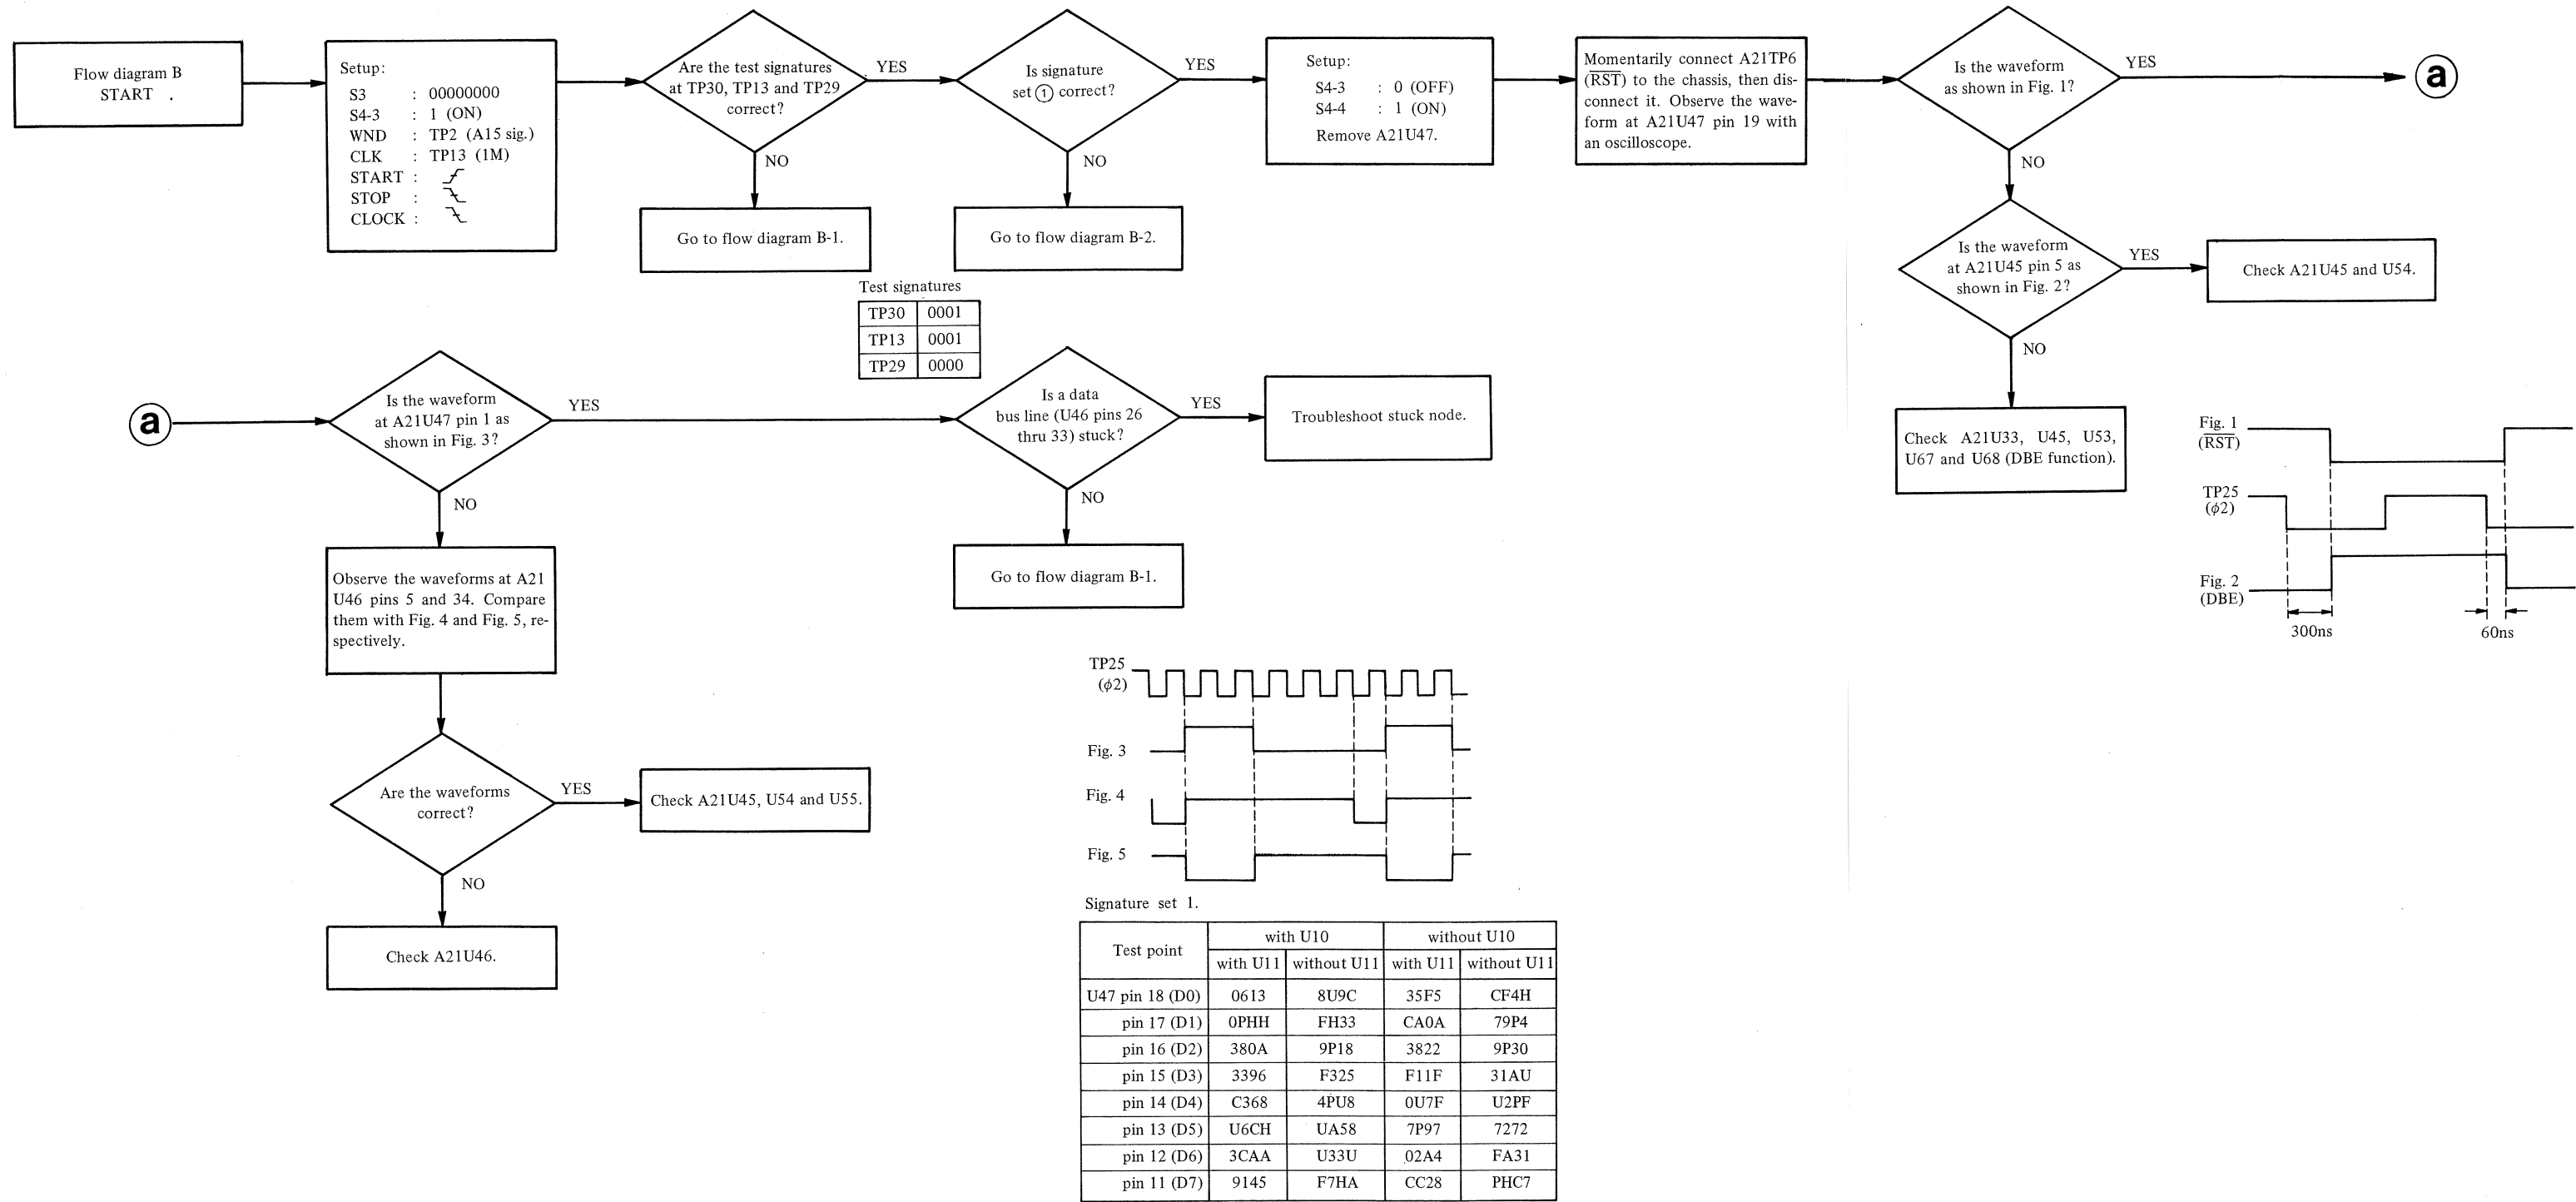 Flow diagram B
START .
Setup:
S3 : 00000000
S4-3 : 1 (ON)
WND : TP2 (A15 sig.)
CLK : TP13 (1M)
START :
STOP :
CLOCK :
Are the test signatures
at TP30, TP13 and TP29
correct?
YES
NO
Go to flow diagram B-1.
Is signature
set ① correct?
YES
NO
Go to flow diagram B-2.
Setup:
S4-3 : 0 (OFF)
S4-4 : 1 (ON)
Remove A21U47.
Momentarily connect A21TP6
(R̅S̅T̅) to the chassis, then dis-
connect it. Observe the wave-
form at A21U47 pin 19 with
an oscilloscope.
Is the waveform
as shown in Fig. 1?
YES
a
NO
Is the waveform
at A21U45 pin 5 as
shown in Fig. 2?
YES
Check A21U45 and U54.
NO
Check A21U33, U45, U53,
U67 and U68 (DBE function).
Test signatures
TP30 0001
TP13 0001
TP29 0000
a
Is the waveform
at A21U47 pin 1 as
shown in Fig. 3?
YES
NO
Is a data
bus line (U46 pins 26
thru 33) stuck?
YES
Troubleshoot stuck node.
NO
Go to flow diagram B-1.
Observe the waveforms at A21
U46 pins 5 and 34. Compare
them with Fig. 4 and Fig. 5, re-
spectively.
Are the waveforms
correct?
YES
Check A21U45, U54 and U55.
NO
Check A21U46.
Fig. 1
(R̅S̅T̅)
TP25
(ϕ2)
Fig. 2
(DBE)
300ns
60ns
TP25
(ϕ2)
Fig. 3
Fig. 4
Fig. 5
Signature set 1.
Test point with U10 without U10
with U11 without U11 with U11 without U11
U47 pin 18 (D0) 0613 8U9C 35F5 CF4H
pin 17 (D1) 0PHH FH33 CA0A 79P4
pin 16 (D2) 380A 9P18 3822 9P30
pin 15 (D3) 3396 F325 F11F 31AU
pin 14 (D4) C368 4PU8 0U7F U2PF
pin 13 (D5) U6CH UA58 7P97 7272
pin 12 (D6) 3CAA U33U 02A4 FA31
pin 11 (D7) 9145 F7HA CC28 PHC7